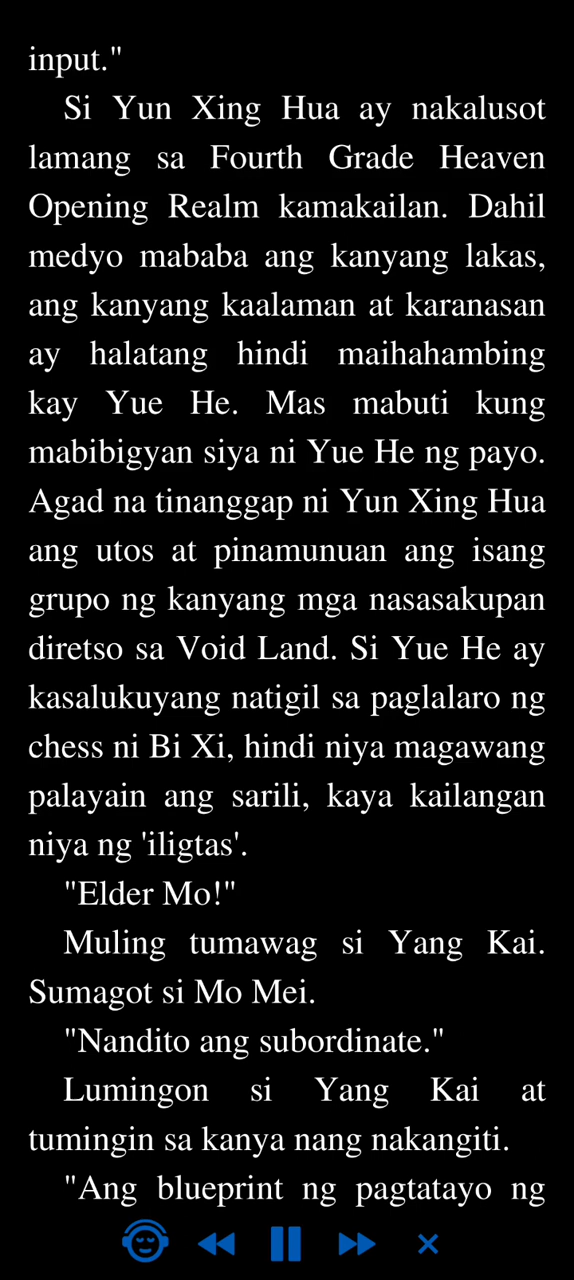 input."
Si Yun Xing Hua ay nakalusot
lamang sa Fourth Grade Heaven
Opening Realm kamakailan. Dahil
medyo mababa ang kanyang lakas,
ang kanyang kaalaman at karanasan
ay halatang hindi maihahambing
kay Yue He. Mas mabuti kung
mabibigyan siya ni Yue He ng payo.
Agad na tinanggap ni Yun Xing Hua
ang utos at pinamunuan ang isang
grupo ng kanyang mga nasasakupan
diretso sa Void Land. Si Yue He ay
kasalukuyang natigil sa paglalaro ng
chess ni Bi Xi, hindi niya magawang
palayain ang sarili, kaya kailangan
niya ng 'iligtas'.
"Elder Mo!"
Muling tumawag si Yang Kai.
Sumagot si Mo Mei.
"Nandito ang subordinate."
Lumingon si Yang Kai at
tumingin sa kanya nang nakangiti.
"Ang blueprint ng pagtatayo ng